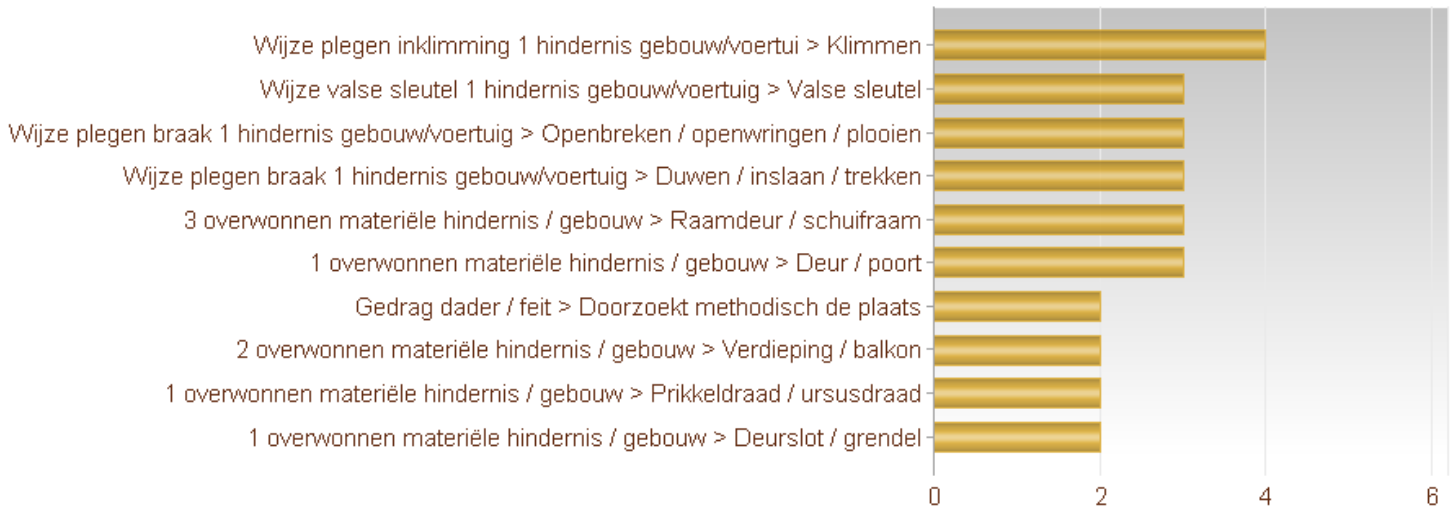 Wijze plegen inklimming 1 hindernis gebouw/voertui > Klimmen
Wijze valse sleutel 1 hindernis gebouw/voertuig > Valse sleutel
Wijze plegen braak 1 hindernis gebouw/voertuig > Openbreken / openwringen / plooien
Wijze plegen braak 1 hindernis gebouw/voertuig > Duwen / inslaan / trekken
3 overwonnen materiële hindernis / gebouw > Raamdeur / schuifraam
1 overwonnen materiële hindernis / gebouw > Deur / poort
Gedrag dader / feit > Doorzoekt methodisch de plaats
2 overwonnen materiële hindernis / gebouw > Verdieping / balkon
1 overwonnen materiële hindernis / gebouw > Prikkeldraad / ursusdraad
1 overwonnen materiële hindernis / gebouw > Deurslot / grendel
0 2 4 6